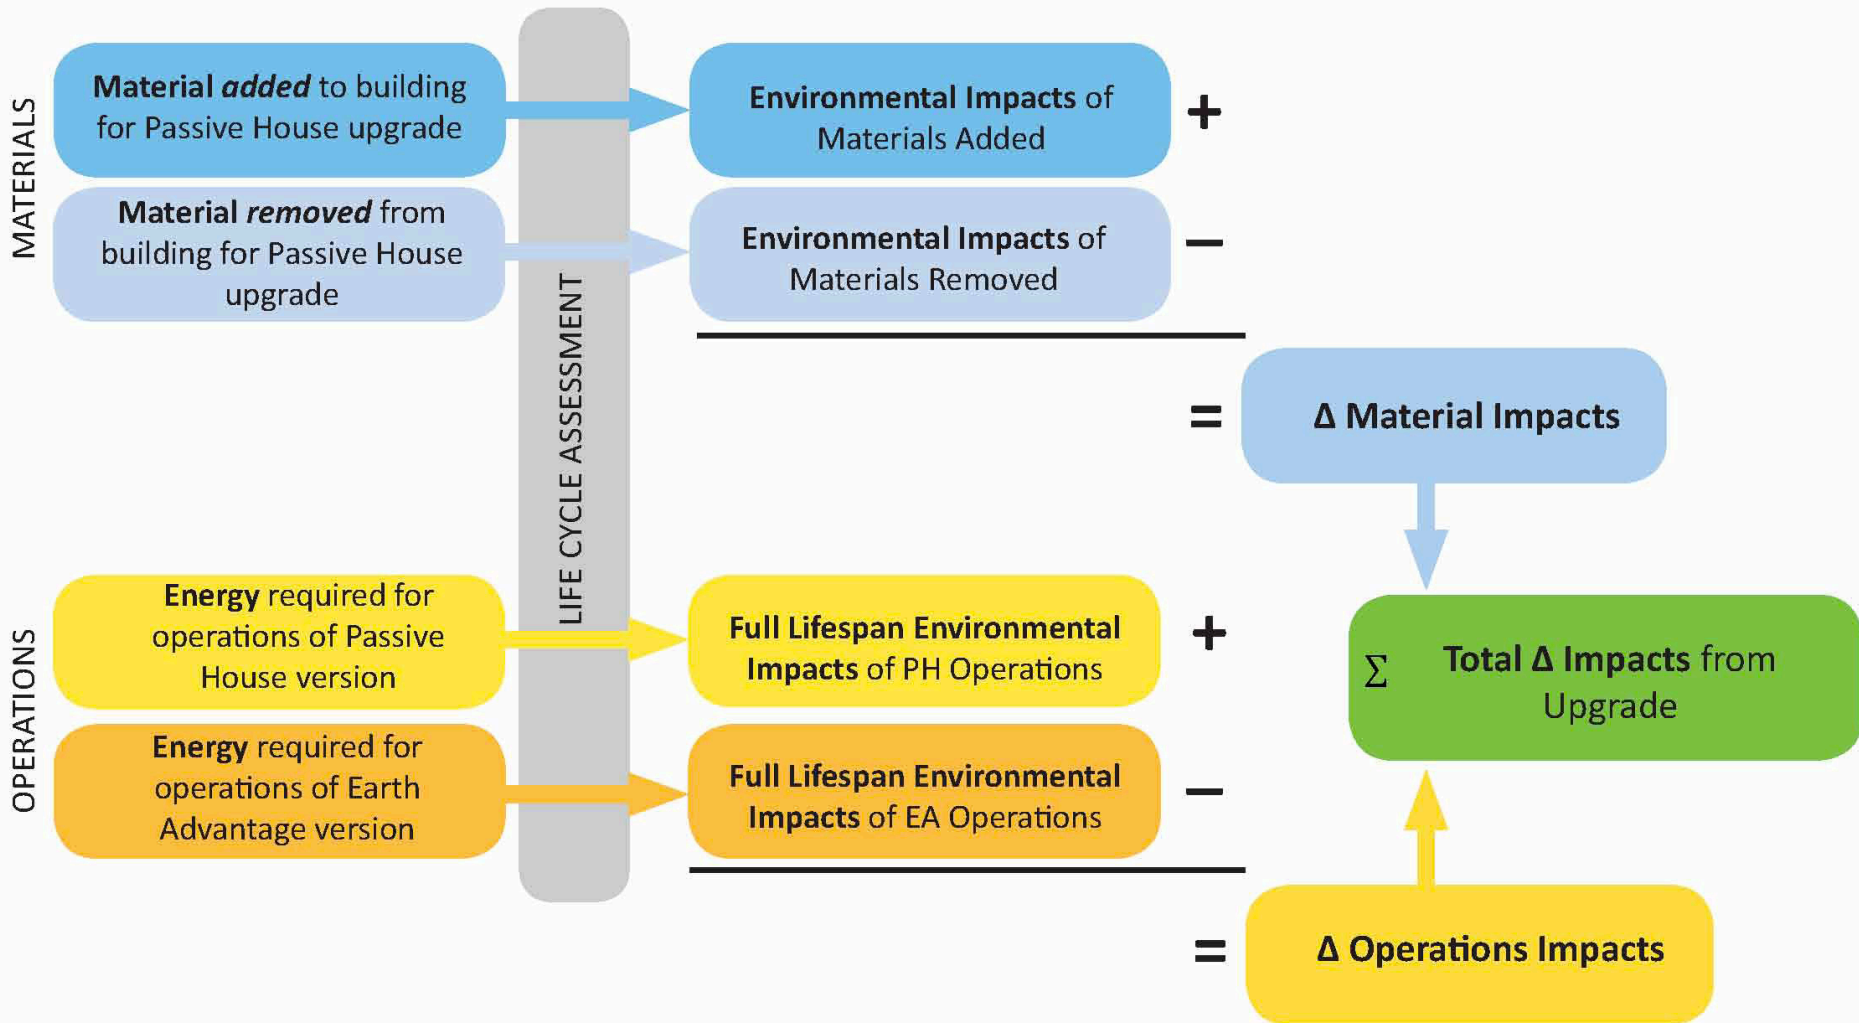 MATERIALS
Material added to building
for Passive House upgrade
Environmental Impacts of
Materials Added
+
Material removed from
building for Passive House
upgrade
Environmental Impacts of
Materials Removed
−
LIFE CYCLE ASSESSMENT
=
Δ Material Impacts
OPERATIONS
Energy required for
operations of Passive
House version
Full Lifespan Environmental
Impacts of PH Operations
+
Energy required for
operations of Earth
Advantage version
Full Lifespan Environmental
Impacts of EA Operations
−
=
Δ Operations Impacts
∑ Total Δ Impacts from
Upgrade